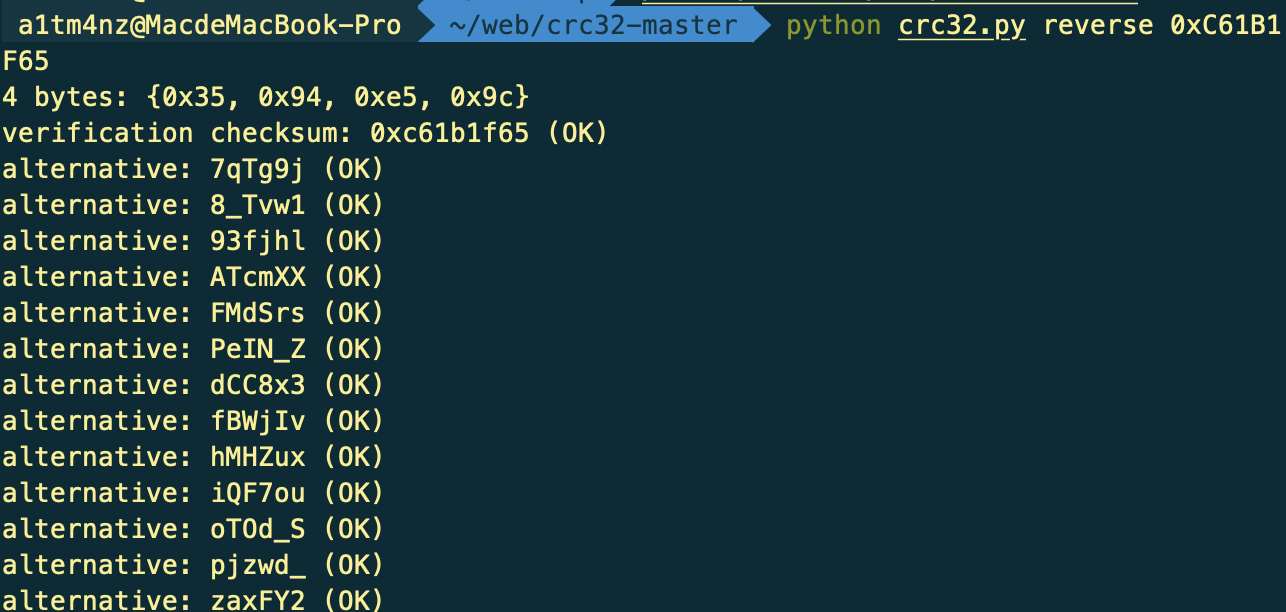 a1tm4nz@MacdeMacBook-Pro ~/web/crc32-master python crc32.py reverse 0xC61B1
F65
4 bytes: {0x35, 0x94, 0xe5, 0x9c}
verification checksum: 0xc61b1f65 (OK)
alternative: 7qTg9j (OK)
alternative: 8_Tvw1 (OK)
alternative: 93fjhl (OK)
alternative: ATcmXX (OK)
alternative: FMdSrs (OK)
alternative: PeIN_Z (OK)
alternative: dCC8x3 (OK)
alternative: fBWjIv (OK)
alternative: hMHZux (OK)
alternative: iQF7ou (OK)
alternative: oTOd_S (OK)
alternative: pjzwd_ (OK)
alternative: zaxFY2 (OK)